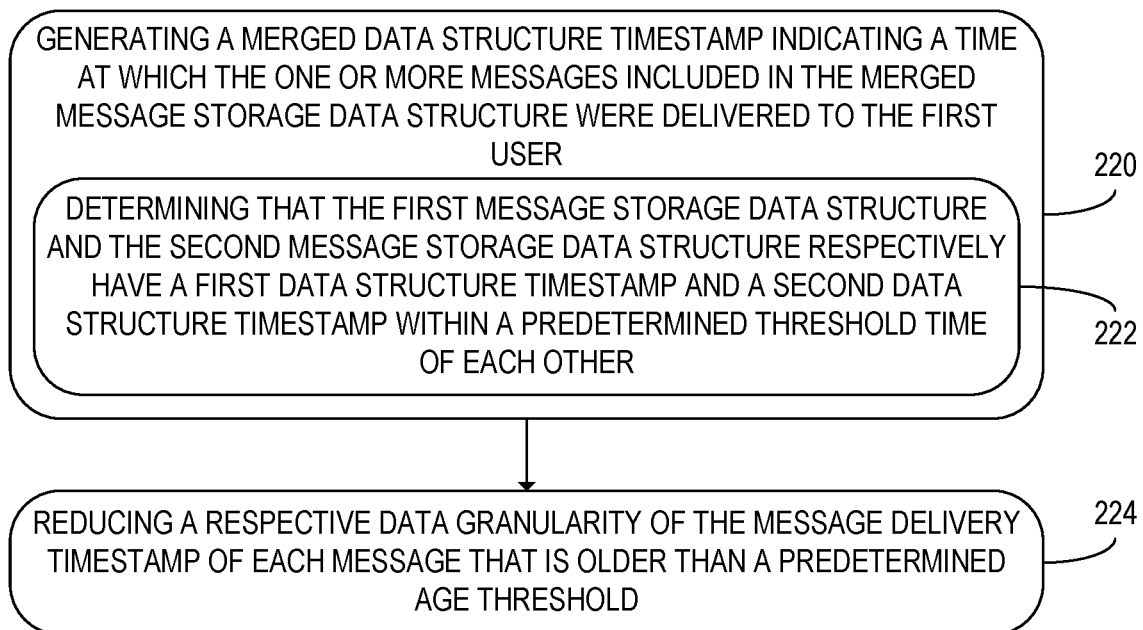 GENERATING A MERGED DATA STRUCTURE TIMESTAMP INDICATING A TIME
AT WHICH THE ONE OR MORE MESSAGES INCLUDED IN THE MERGED
MESSAGE STORAGE DATA STRUCTURE WERE DELIVERED TO THE FIRST
USER
220
DETERMINING THAT THE FIRST MESSAGE STORAGE DATA STRUCTURE
AND THE SECOND MESSAGE STORAGE DATA STRUCTURE RESPECTIVELY
HAVE A FIRST DATA STRUCTURE TIMESTAMP AND A SECOND DATA
STRUCTURE TIMESTAMP WITHIN A PREDETERMINED THRESHOLD TIME
OF EACH OTHER
222
REDUCING A RESPECTIVE DATA GRANULARITY OF THE MESSAGE DELIVERY
TIMESTAMP OF EACH MESSAGE THAT IS OLDER THAN A PREDETERMINED
AGE THRESHOLD
224